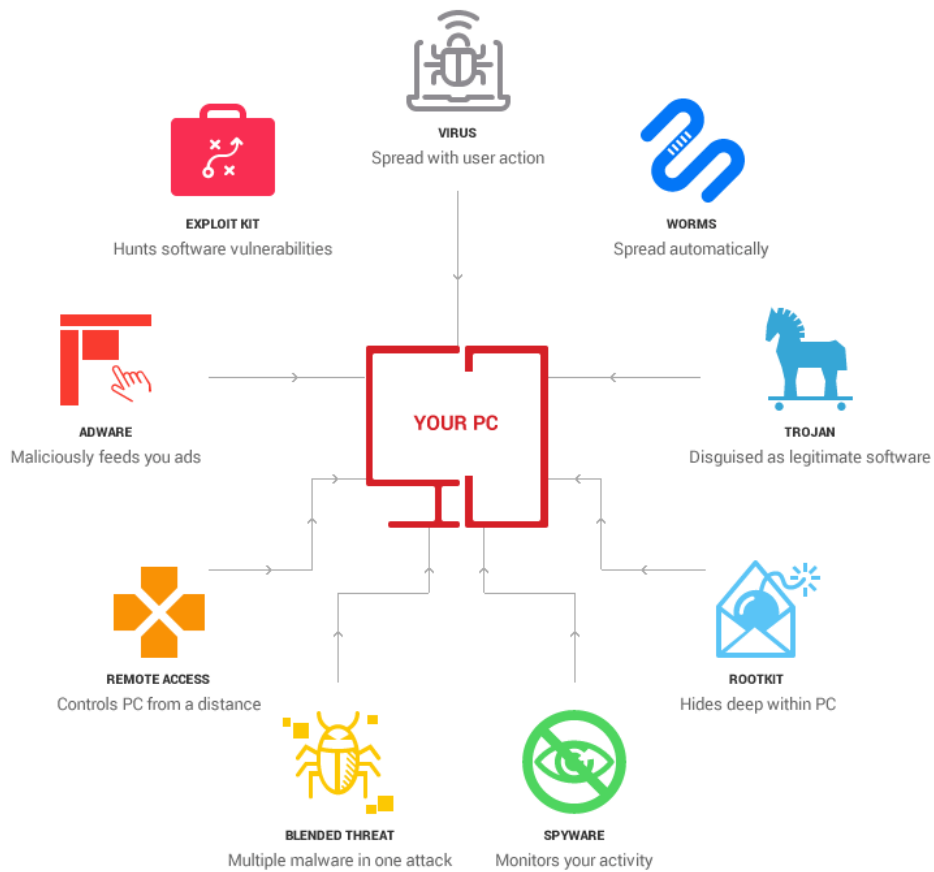 VIRUS
Spread with user action
EXPLOIT KIT
Hunts software vulnerabilities
WORMS
Spread automatically
ADWARE
Maliciously feeds you ads
YOUR PC
TROJAN
Disguised as legitimate software
REMOTE ACCESS
Controls PC from a distance
ROOTKIT
Hides deep within PC
BLENDED THREAT
Multiple malware in one attack
SPYWARE
Monitors your activity